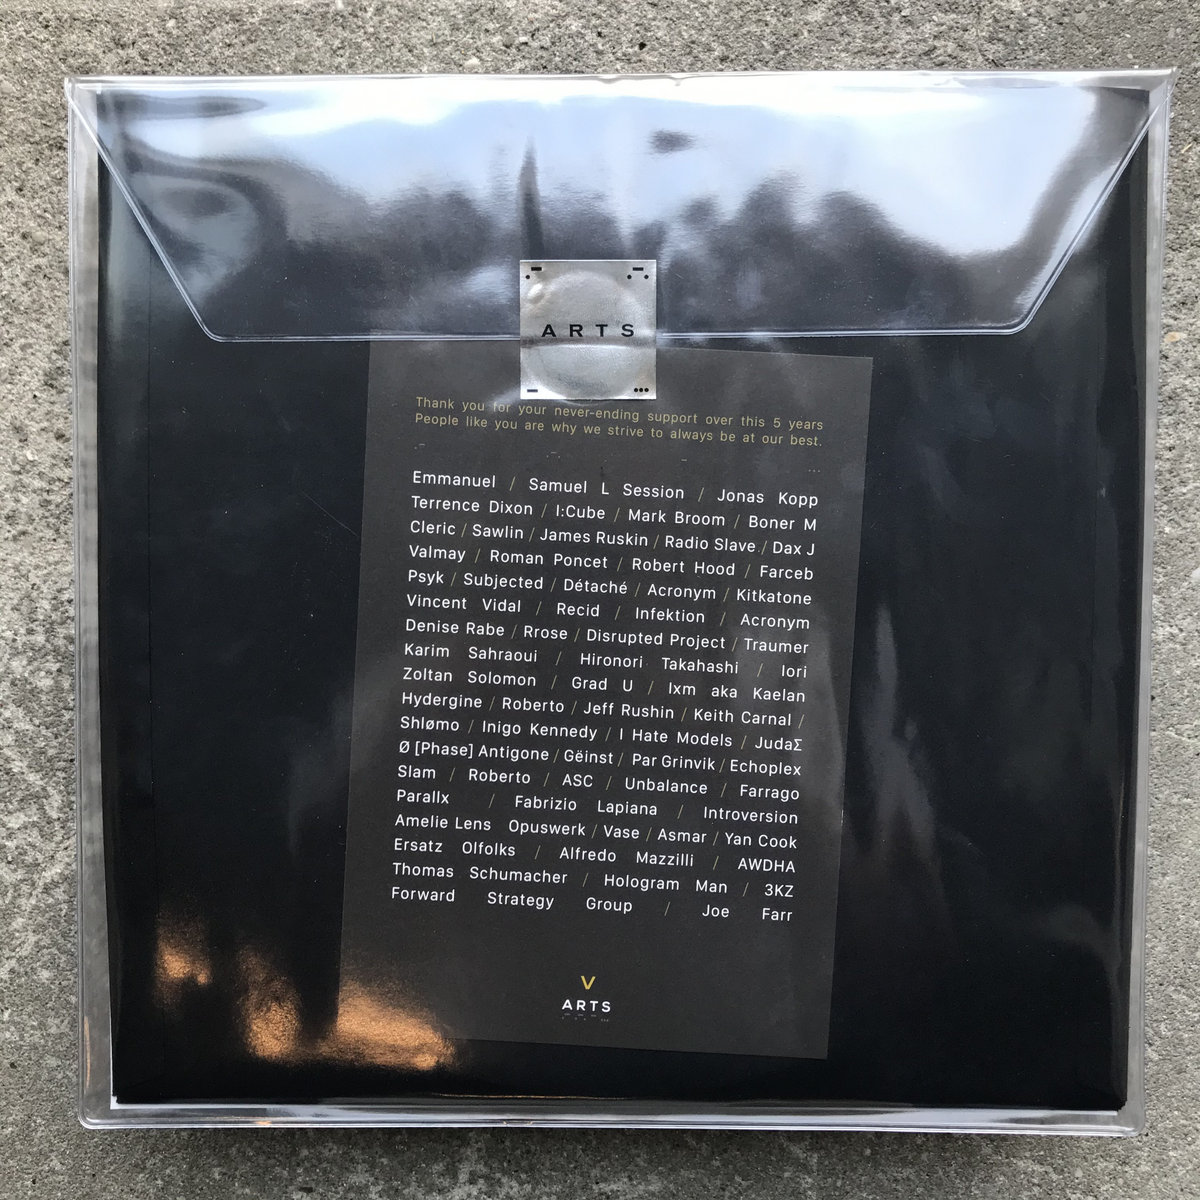 ARTS
Thank you for your never-ending support over this 5 years
People like you are why we strive to always be at our best.
Emmanuel / Samuel L Session / Jonas Kopp
Terrence Dixon / I:Cube / Mark Broom / Boner M
Cleric / Sawlin / James Ruskin / Radio Slave / Dax J
Valmay / Roman Poncet / Robert Hood / Farceb
Psyk / Subjected / Détaché / Acronym / Kitkatone
Vincent Vidal / Recid / Infektion / Acronym
Denise Rabe / Rrose / Disrupted Project / Traumer
Karim Sahraoui / Hironori Takahashi / Iori
Zoltan Solomon / Grad U / Ixm aka Kaelan
Hydergine / Roberto / Jeff Rushin / Keith Carnal /
Shlømo / Inigo Kennedy / I Hate Models / JudaΣ
Ø [Phase] Antigone / Gëinst / Par Grinvik / Echoplex
Slam / Roberto / ASC / Unbalance / Farrago
Parallx / Fabrizio Lapiana / Introversion
Amelie Lens Opuswerk / Vase / Asmar / Yan Cook
Ersatz Olfolks / Alfredo Mazzilli / AWDHA
Thomas Schumacher / Hologram Man / 3KZ
Forward Strategy Group / Joe Farr
V
ARTS